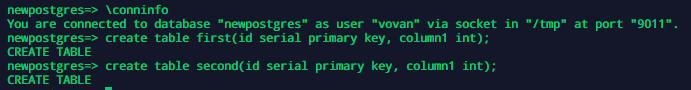 newpostgres=> \conninfo
You are connected to database "newpostgres" as user "vovan" via socket in "/tmp" at port "9011".
newpostgres=> create table first(id serial primary key, column1 int);
CREATE TABLE
newpostgres=> create table second(id serial primary key, column1 int);
CREATE TABLE